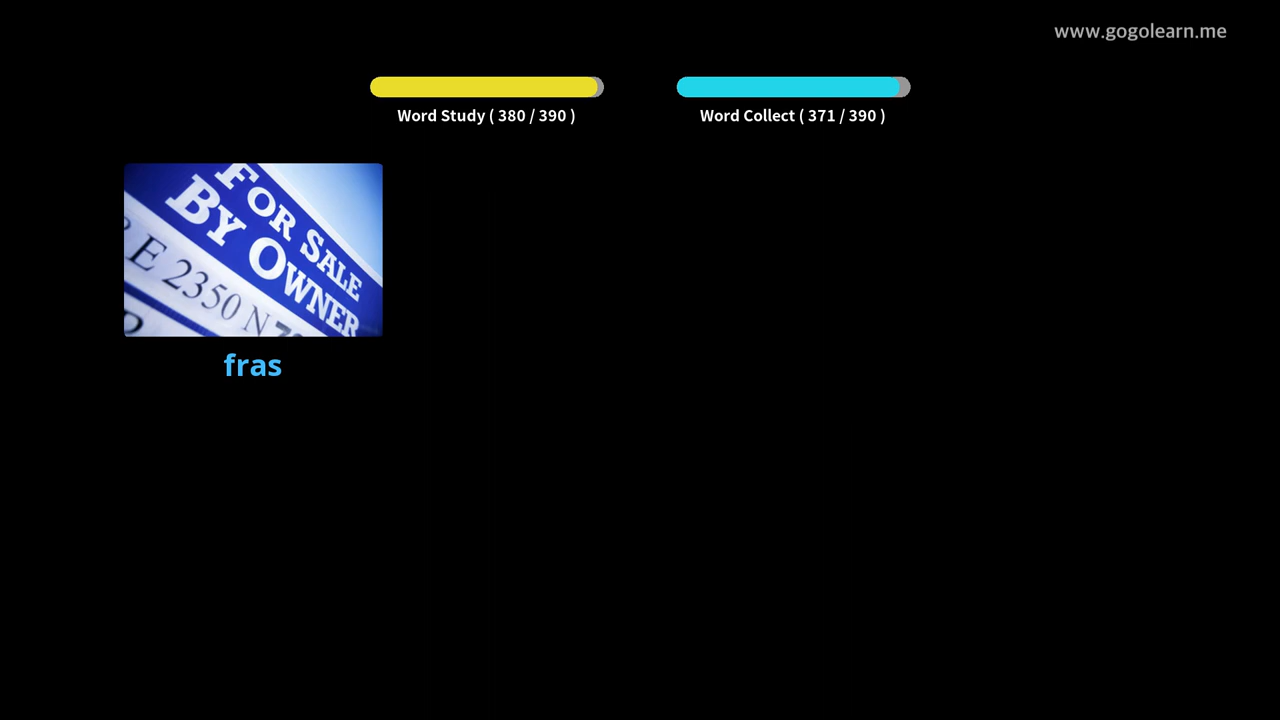 www.gogolearn.me
Word Study ( 380 / 390 )
Word Collect ( 371 / 390 )
FOR SALE
BY OWNER
E 2350 N
fras